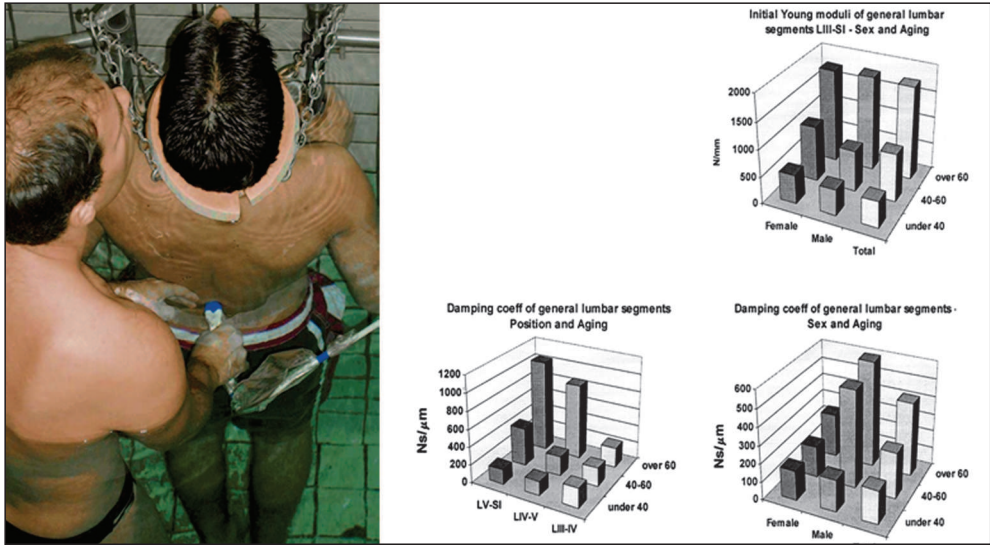 Initial Young moduli of general lumbar
segments LIII-SI - Sex and Aging
2000
1500
1000
500
0
N/mm
Female
Male
Total
under 40
40-60
over 60
Damping coeff of general lumbar segments
Position and Aging
1200
1000
800
600
400
200
0
Ns/μm
LV-SI
LIV-V
LIII-IV
under 40
40-60
over 60
Damping coeff of general lumbar segments -
Sex and Aging
600
500
400
300
200
100
0
Ns/μm
Female
Male
under 40
40-60
over 60